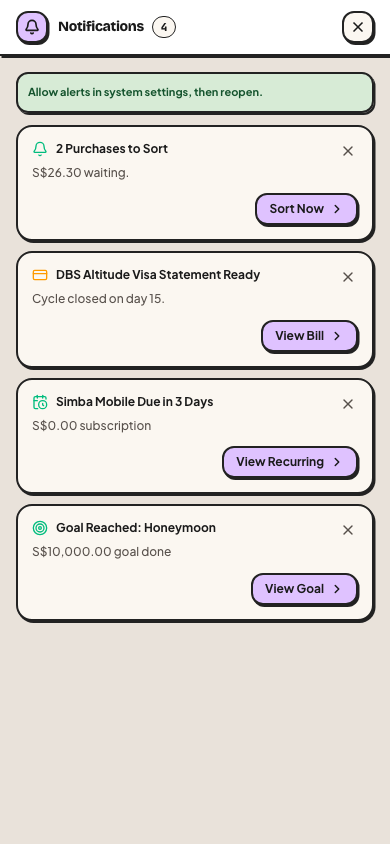 Notifications 4
Allow alerts in system settings, then reopen.
2 Purchases to Sort
S$26.30 waiting.
Sort Now
DBS Altitude Visa Statement Ready
Cycle closed on day 15.
View Bill
Simba Mobile Due in 3 Days
S$0.00 subscription
View Recurring
Goal Reached: Honeymoon
S$10,000.00 goal done
View Goal